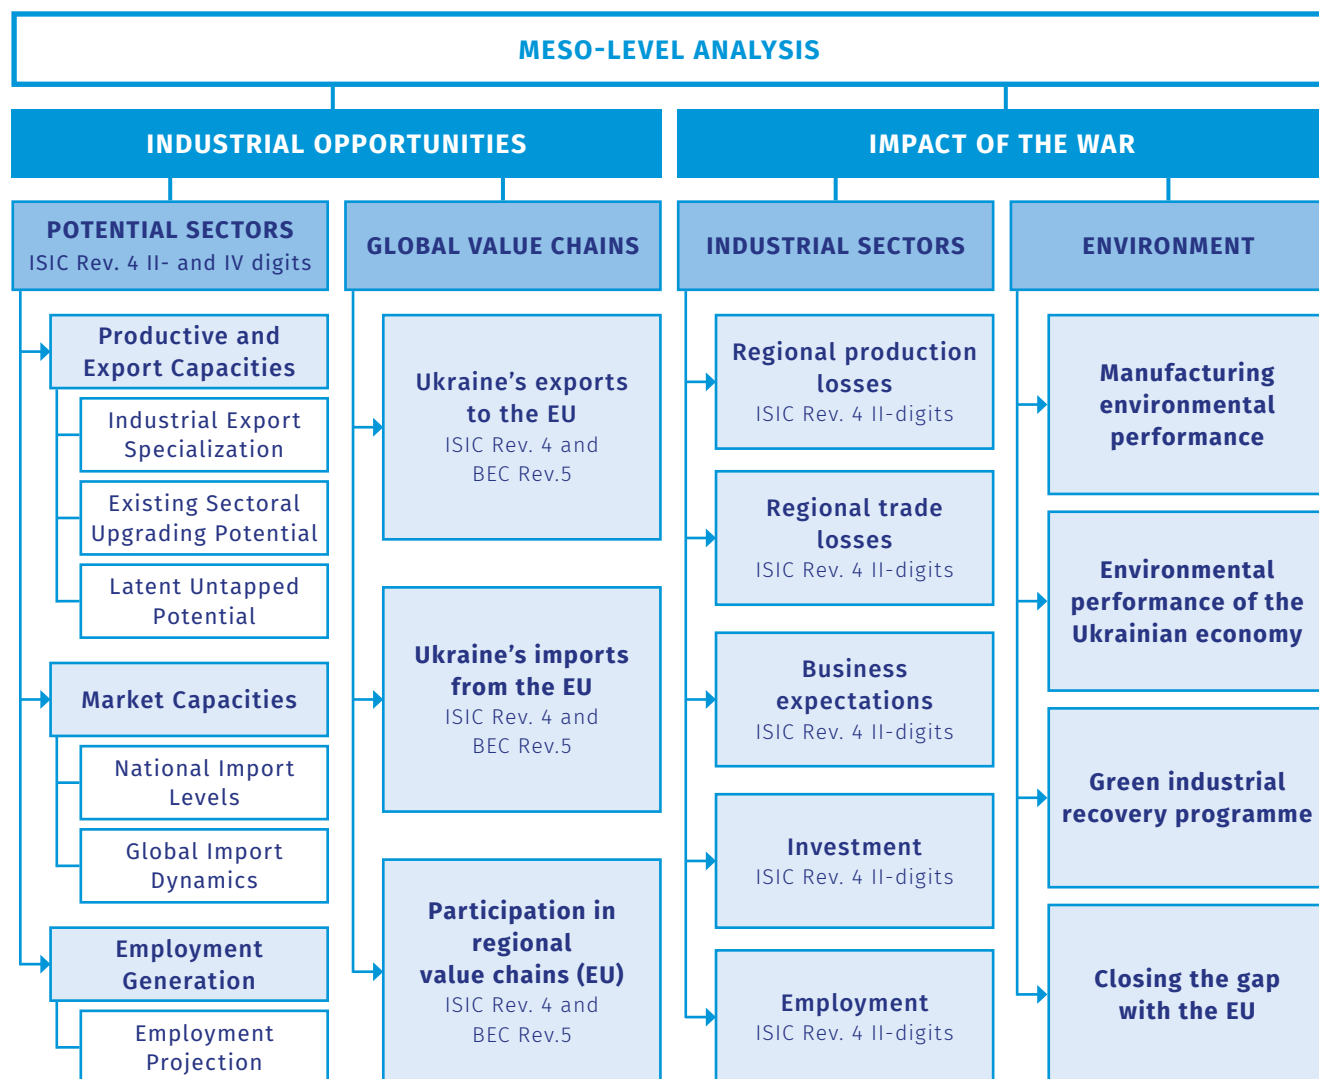 MESO-LEVEL ANALYSIS
INDUSTRIAL OPPORTUNITIES
IMPACT OF THE WAR
POTENTIAL SECTORS
ISIC Rev. 4 II- and IV digits
GLOBAL VALUE CHAINS
INDUSTRIAL SECTORS
ENVIRONMENT
Productive and
Export Capacities
Industrial Export
Specialization
Existing Sectoral
Upgrading Potential
Latent Untapped
Potential
Market Capacities
National Import
Levels
Global Import
Dynamics
Employment
Generation
Employment
Projection
Ukraine’s exports
to the EU
ISIC Rev. 4 and
BEC Rev.5
Ukraine’s imports
from the EU
ISIC Rev. 4 and
BEC Rev.5
Participation in
regional
value chains (EU)
ISIC Rev. 4 and
BEC Rev.5
Regional production
losses
ISIC Rev. 4 II-digits
Regional trade
losses
ISIC Rev. 4 II-digits
Business
expectations
ISIC Rev. 4 II-digits
Investment
ISIC Rev. 4 II-digits
Employment
ISIC Rev. 4 II-digits
Manufacturing
environmental
performance
Environmental
performance of the
Ukrainian economy
Green industrial
recovery programme
Closing the gap
with the EU